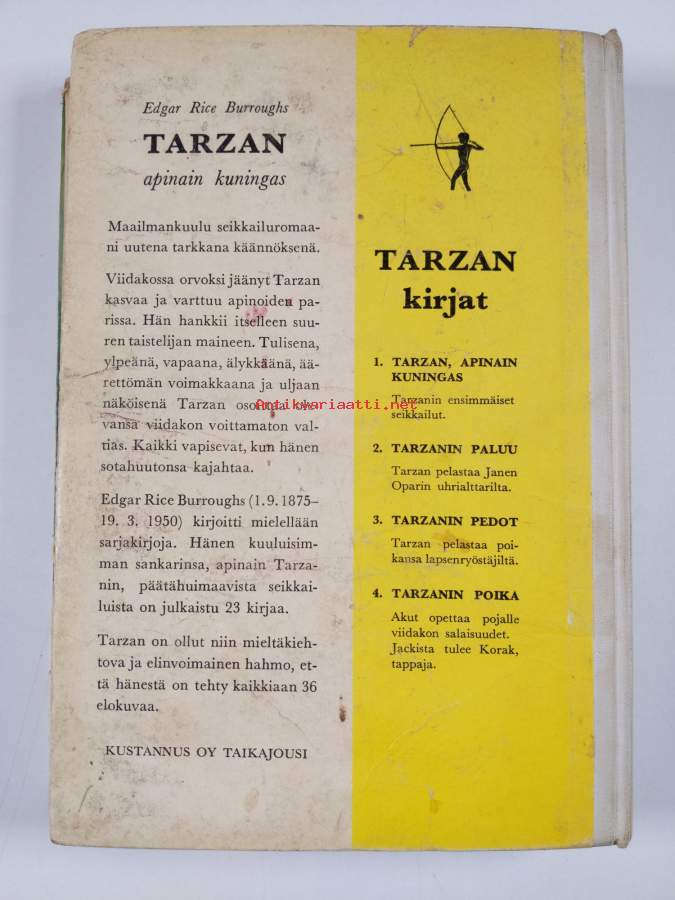 Edgar Rice Burroughs
TARZAN
apinain kuningas
Maailmankuulu seikkailuromaa-
ni uutena tarkkana käännöksenä.
Viidakossa orvoksi jäänyt Tarzan
kasvaa ja varttuu apinoiden pa-
rissa. Hän hankkii itselleen suu-
ren taistelijan maineen. Tulisena,
ylpeänä, vapaana, älykkäänä, ää-
rettömän voimakkaana ja uljaan
näköisenä Tarzan osoittaa ole-
vansa viidakon voittamaton val-
tias. Kaikki vapisevat, kun hänen
sotahuutonsa kajahtaa.
Edgar Rice Burroughs (1.9.1875–
19. 3. 1950) kirjoitti mielellään
sarjakirjoja. Hänen kuuluisim-
man sankarinsa, apinain Tarza-
nin, päätähuimaavista seikkai-
luista on julkaistu 23 kirjaa.
Tarzan on ollut niin mieltäkieh-
tova ja elinvoimainen hahmo, et-
tä hänestä on tehty kaikkiaan 36
elokuvaa.
KUSTANNUS OY TAIKAJOUSI
TARZAN
kirjat
1. TARZAN, APINAIN
KUNINGAS
Tarzanin ensimmäiset
seikkailut.
2. TARZANIN PALUU
Tarzan pelastaa Janen
Oparin uhrialttarilta.
3. TARZANIN PEDOT
Tarzan pelastaa poi-
kansa lapsenryöstäjiltä.
4. TARZANIN POIKA
Akut opettaa pojalle
viidakon salaisuudet.
Jackista tulee Korak,
tappaja.
Antikvariaatti.net